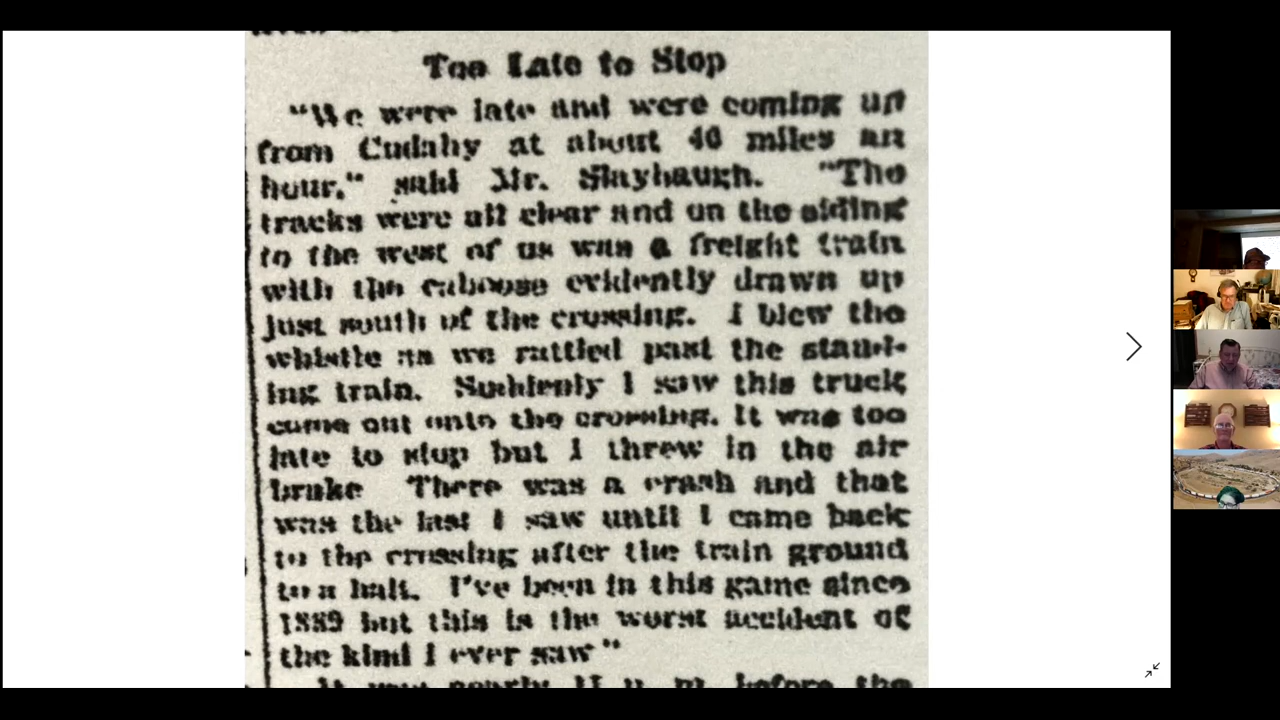 Too Late to Stop
"We were late and were coming up
from Cudahy at about 40 miles an
hour," said Mr. Slaybaugh. "The
tracks were all clear and on the siding
to the west of us was a freight train
with the caboose evidently drawn up
just south of the crossing. I blew the
whistle as we rattled past the stand-
ing train. Suddenly I saw this truck
come out onto the crossing. It was too
late to stop but I threw in the air
brake There was a crash and that
was the last I saw until I came back
to the crossing after the train ground
to a halt. I've been in this game since
1889 but this is the worst accident of
the kind I ever saw"
It was nearly before the